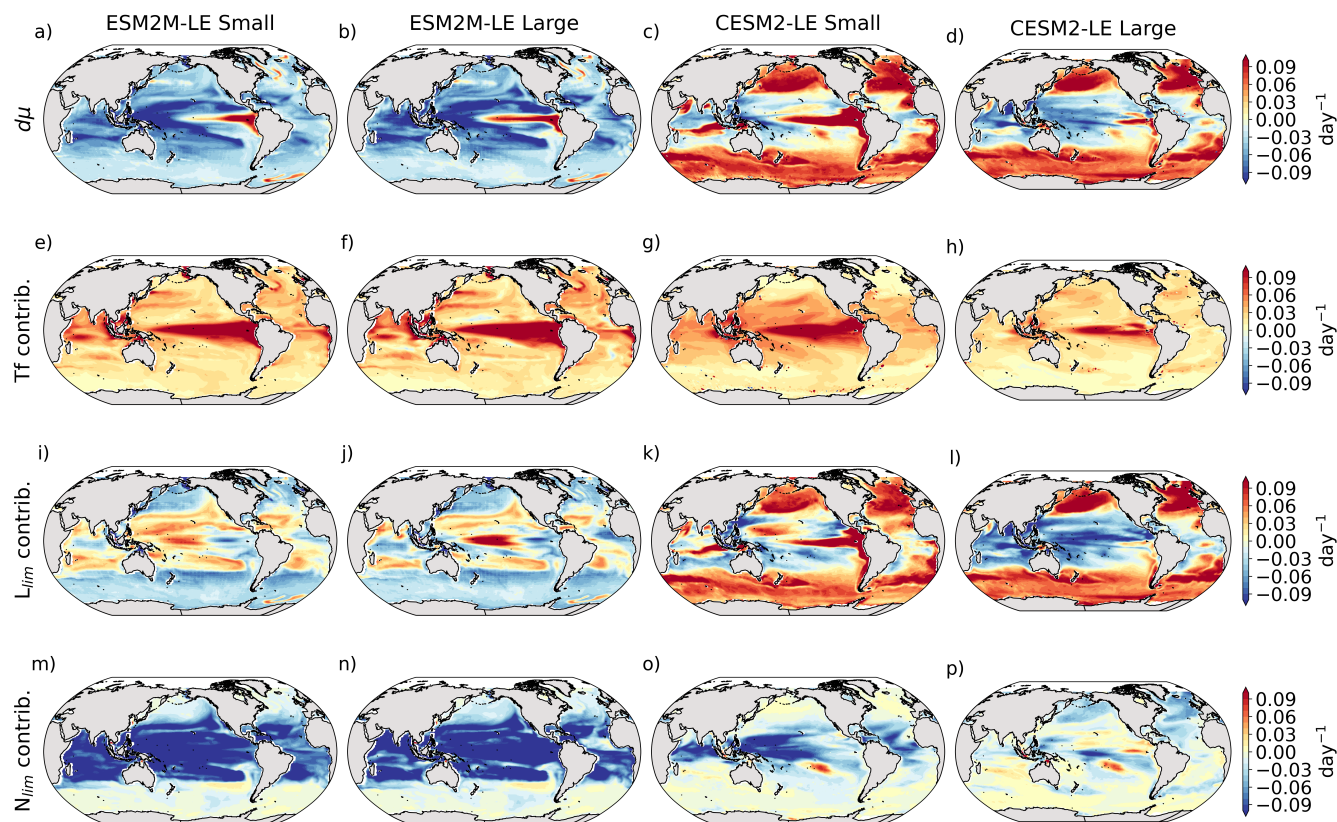 ESM2M-LE Small
ESM2M-LE Large
CESM2-LE Small
CESM2-LE Large
a)
b)
c)
d)
dμ
0.09
0.06
0.03
0.00
−0.03
−0.06
−0.09
day⁻¹
e)
f)
g)
h)
Tf contrib.
0.09
0.06
0.03
0.00
−0.03
−0.06
−0.09
day⁻¹
i)
j)
k)
l)
L_lim contrib.
0.09
0.06
0.03
0.00
−0.03
−0.06
−0.09
day⁻¹
m)
n)
o)
p)
N_lim contrib.
0.09
0.06
0.03
0.00
−0.03
−0.06
−0.09
day⁻¹